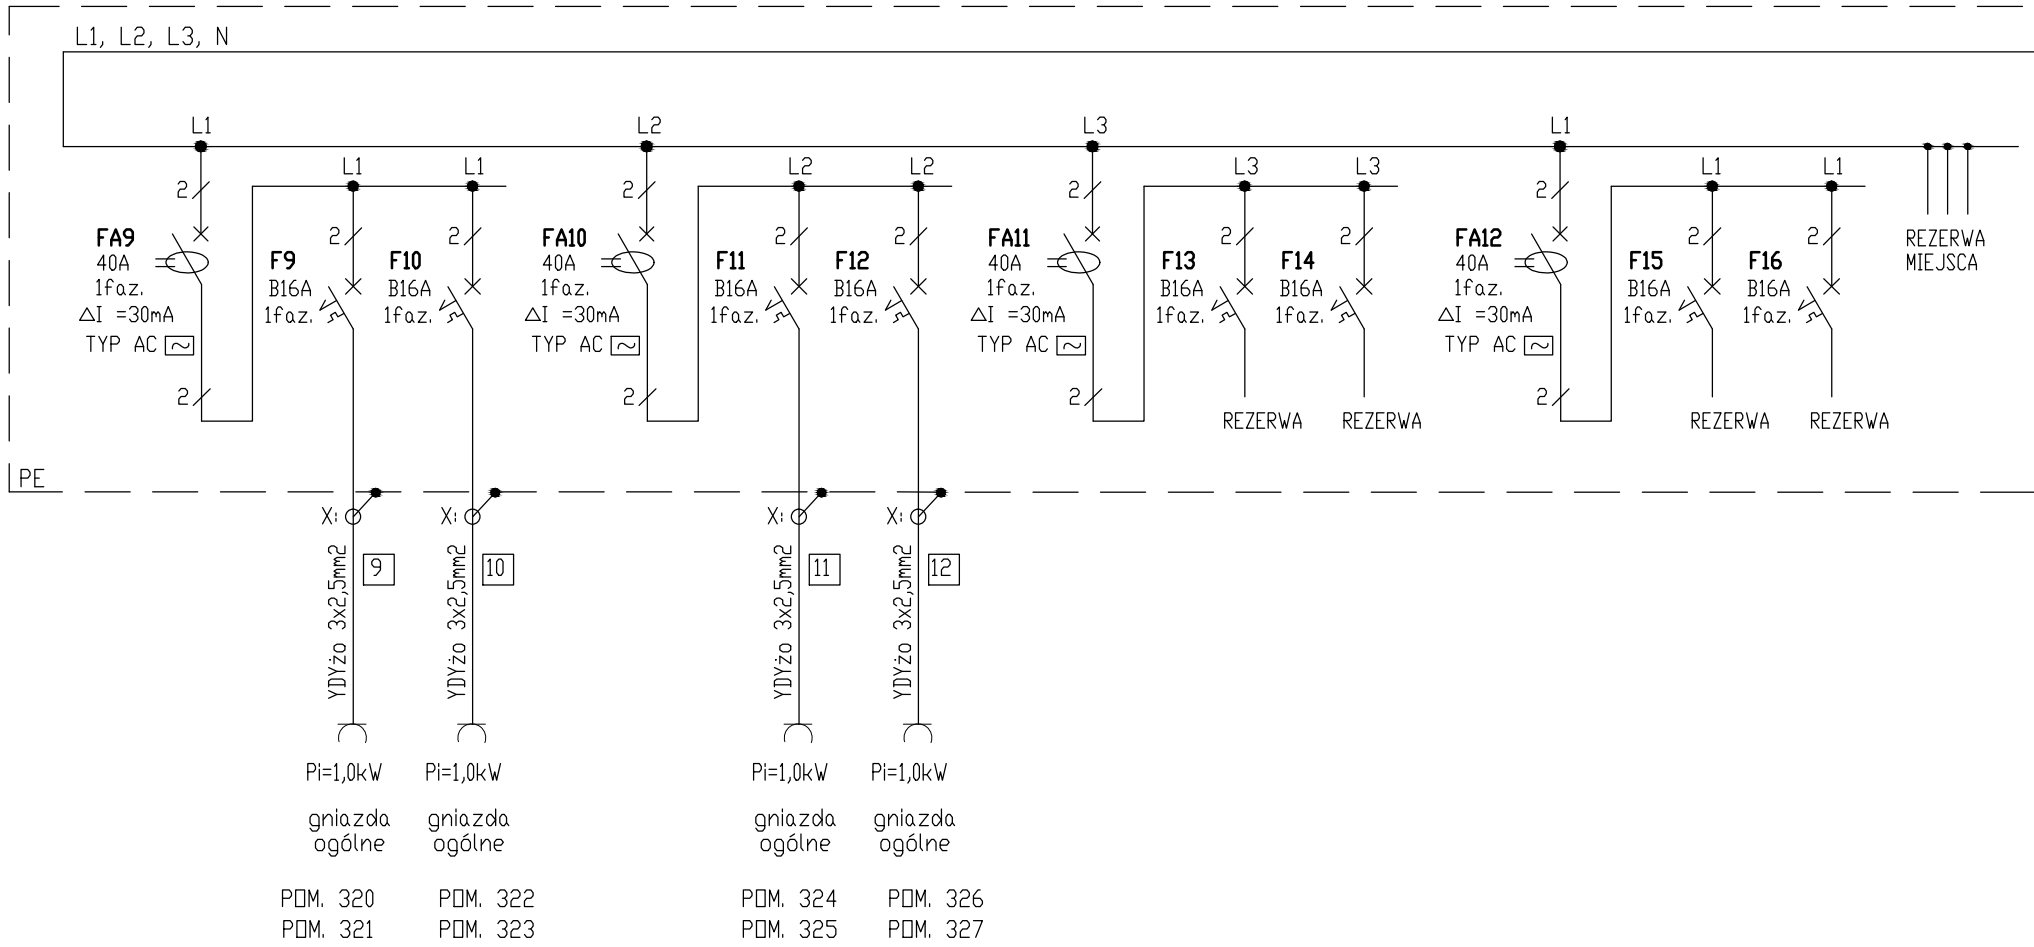 L1, L2, L3, N
L1
L2
L3
L1
L1
L1
L2
L2
L3
L3
L1
L1
2
2
2
2
2
2
2
2
2
2
2
2
FA9
40A
1faz.
△I =30mA
TYP AC ~
F9
B16A
1faz.
F10
B16A
1faz.
FA10
40A
1faz.
△I =30mA
TYP AC ~
F11
B16A
1faz.
F12
B16A
1faz.
FA11
40A
1faz.
△I =30mA
TYP AC ~
F13
B16A
1faz.
F14
B16A
1faz.
FA12
40A
1faz.
△I =30mA
TYP AC ~
F15
B16A
1faz.
F16
B16A
1faz.
REZERWA
MIEJSCA
2
2
2
2
REZERWA
REZERWA
REZERWA
REZERWA
PE
X:
X:
X:
X:
YDYżo 3x2,5mm2
9
YDYżo 3x2,5mm2
10
YDYżo 3x2,5mm2
11
YDYżo 3x2,5mm2
12
Pi=1,0kW
gniazda
ogólne
POM. 320
POM. 321
Pi=1,0kW
gniazda
ogólne
POM. 322
POM. 323
Pi=1,0kW
gniazda
ogólne
POM. 324
POM. 325
Pi=1,0kW
gniazda
ogólne
POM. 326
POM. 327